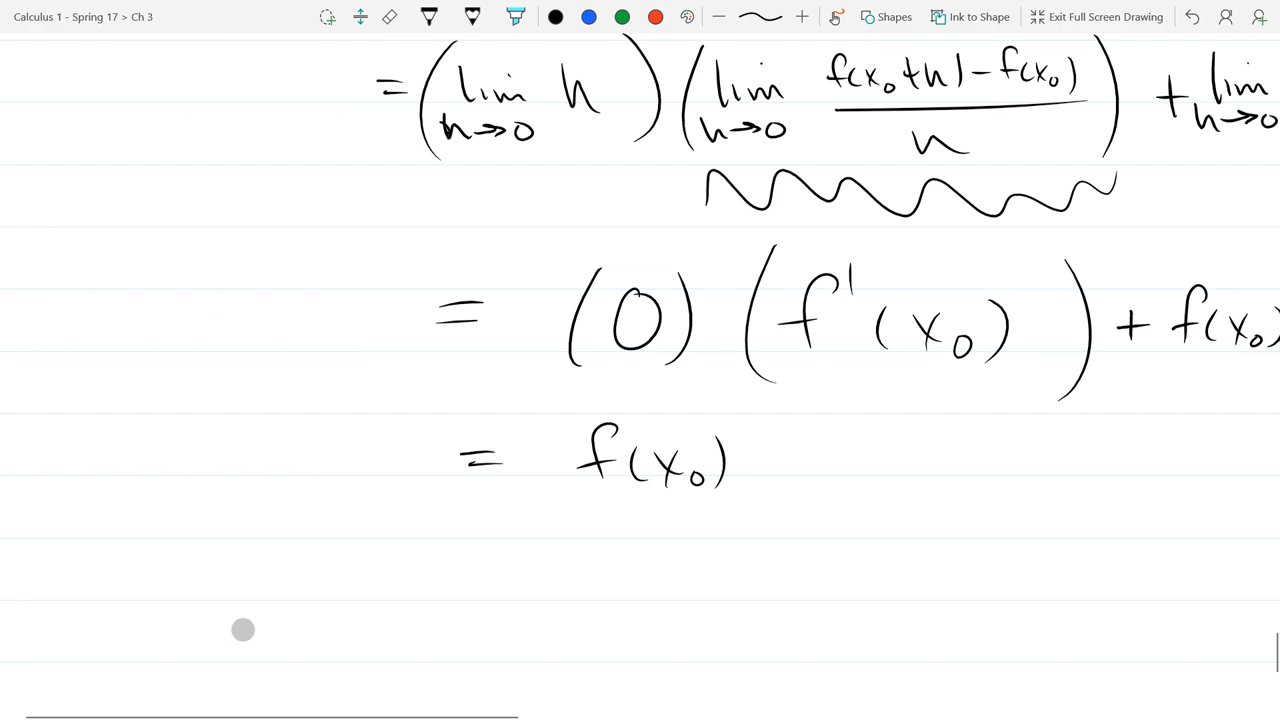 Calculus 1 - Spring 17 > Ch 3
Shapes
Ink to Shape
Exit Full Screen Drawing
= (lim h→0 h) (lim h→0 f(x₀+h) - f(x₀) / h) + lim h→0
= (0) (f'(x₀)) + f(x₀)
= f(x₀)